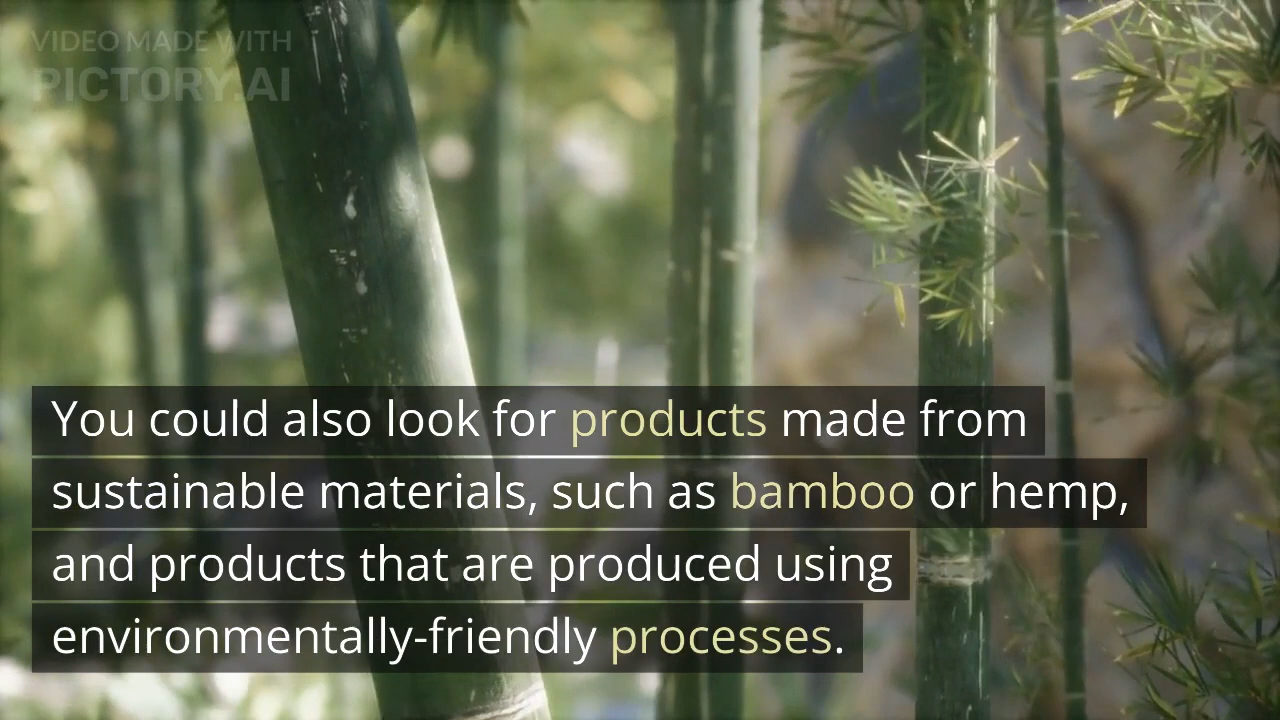 VIDEO MADE WITH
PICTORY.AI
You could also look for products made from
sustainable materials, such as bamboo or hemp,
and products that are produced using
environmentally-friendly processes.